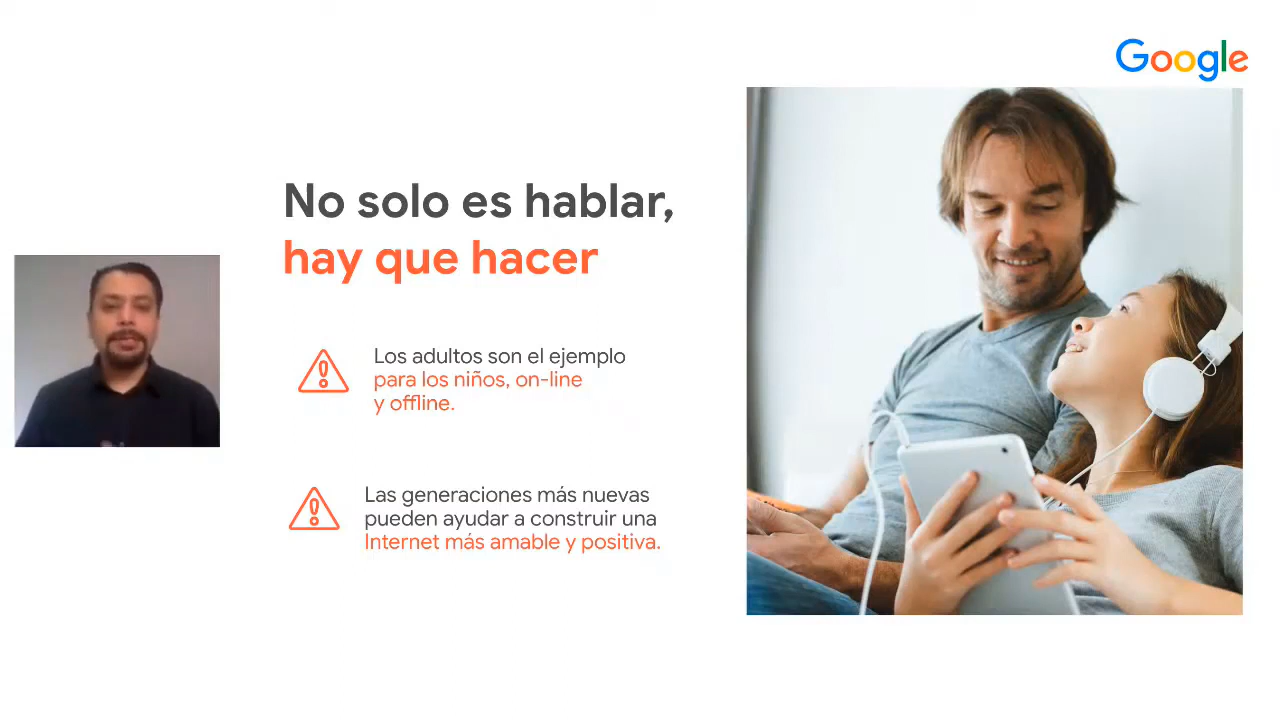 Google
No solo es hablar,
hay que hacer
Los adultos son el ejemplo
para los niños, on-line
y offline.
Las generaciones más nuevas
pueden ayudar a construir una
Internet más amable y positiva.